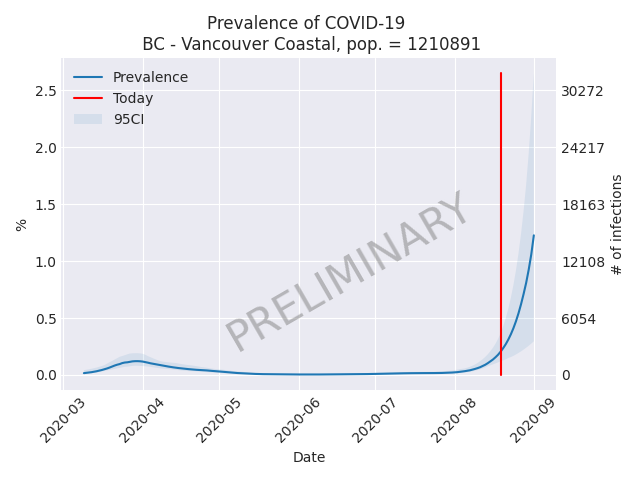 Prevalence of COVID-19
BC - Vancouver Coastal, pop. = 1210891
Prevalence
Today
95CI
PRELIMINARY
%
2.5
2.0
1.5
1.0
0.5
0.0
30272
24217
18163
12108
6054
0
# of infections
2020-03
2020-04
2020-05
2020-06
2020-07
2020-08
2020-09
Date